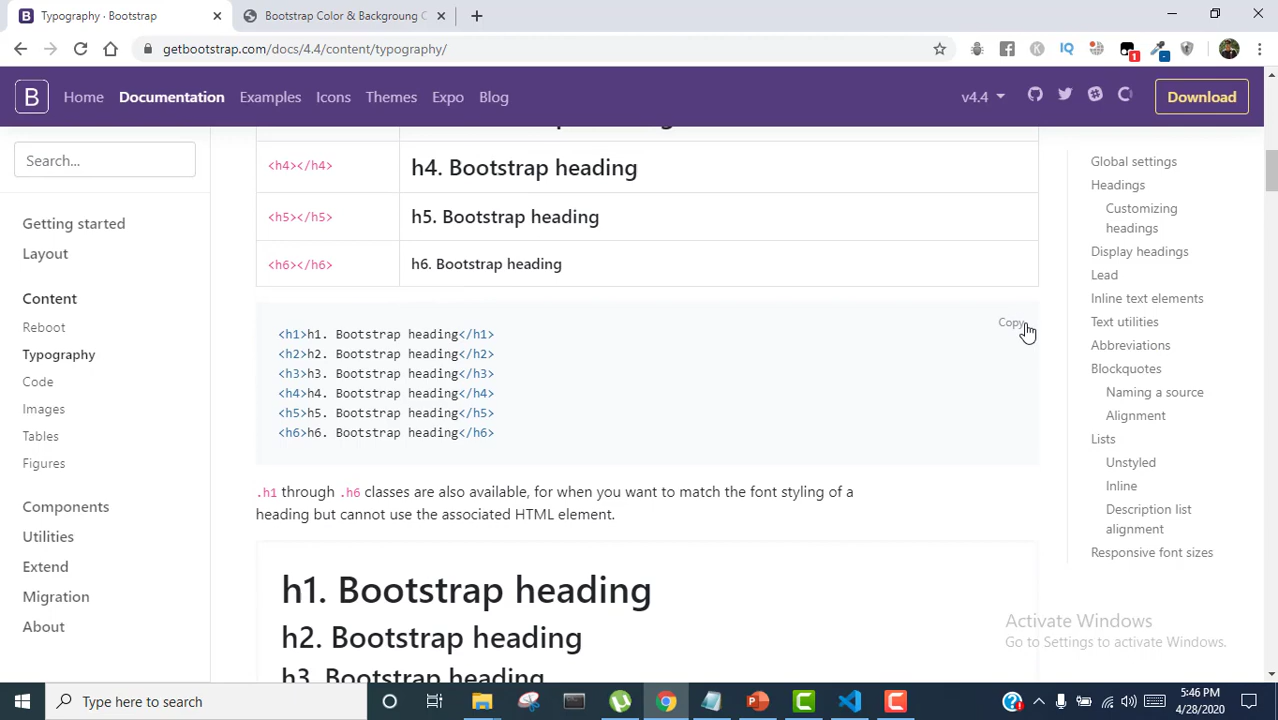 Typography · Bootstrap
Bootstrap Color & Backgroung C
getbootstrap.com/docs/4.4/content/typography/
B Home Documentation Examples Icons Themes Expo Blog v4.4 Download
Search...
Getting started
Layout
Content
Reboot
Typography
Code
Images
Tables
Figures
Components
Utilities
Extend
Migration
About
<h4></h4> h4. Bootstrap heading
<h5></h5> h5. Bootstrap heading
<h6></h6> h6. Bootstrap heading
Copy
<h1>h1. Bootstrap heading</h1>
<h2>h2. Bootstrap heading</h2>
<h3>h3. Bootstrap heading</h3>
<h4>h4. Bootstrap heading</h4>
<h5>h5. Bootstrap heading</h5>
<h6>h6. Bootstrap heading</h6>
.h1 through .h6 classes are also available, for when you want to match the font styling of a
heading but cannot use the associated HTML element.
h1. Bootstrap heading
h2. Bootstrap heading
h3. Bootstrap heading
Global settings
Headings
Customizing
headings
Display headings
Lead
Inline text elements
Text utilities
Abbreviations
Blockquotes
Naming a source
Alignment
Lists
Unstyled
Inline
Description list
alignment
Responsive font sizes
Activate Windows
Go to Settings to activate Windows.
Type here to search
5:46 PM
4/28/2020